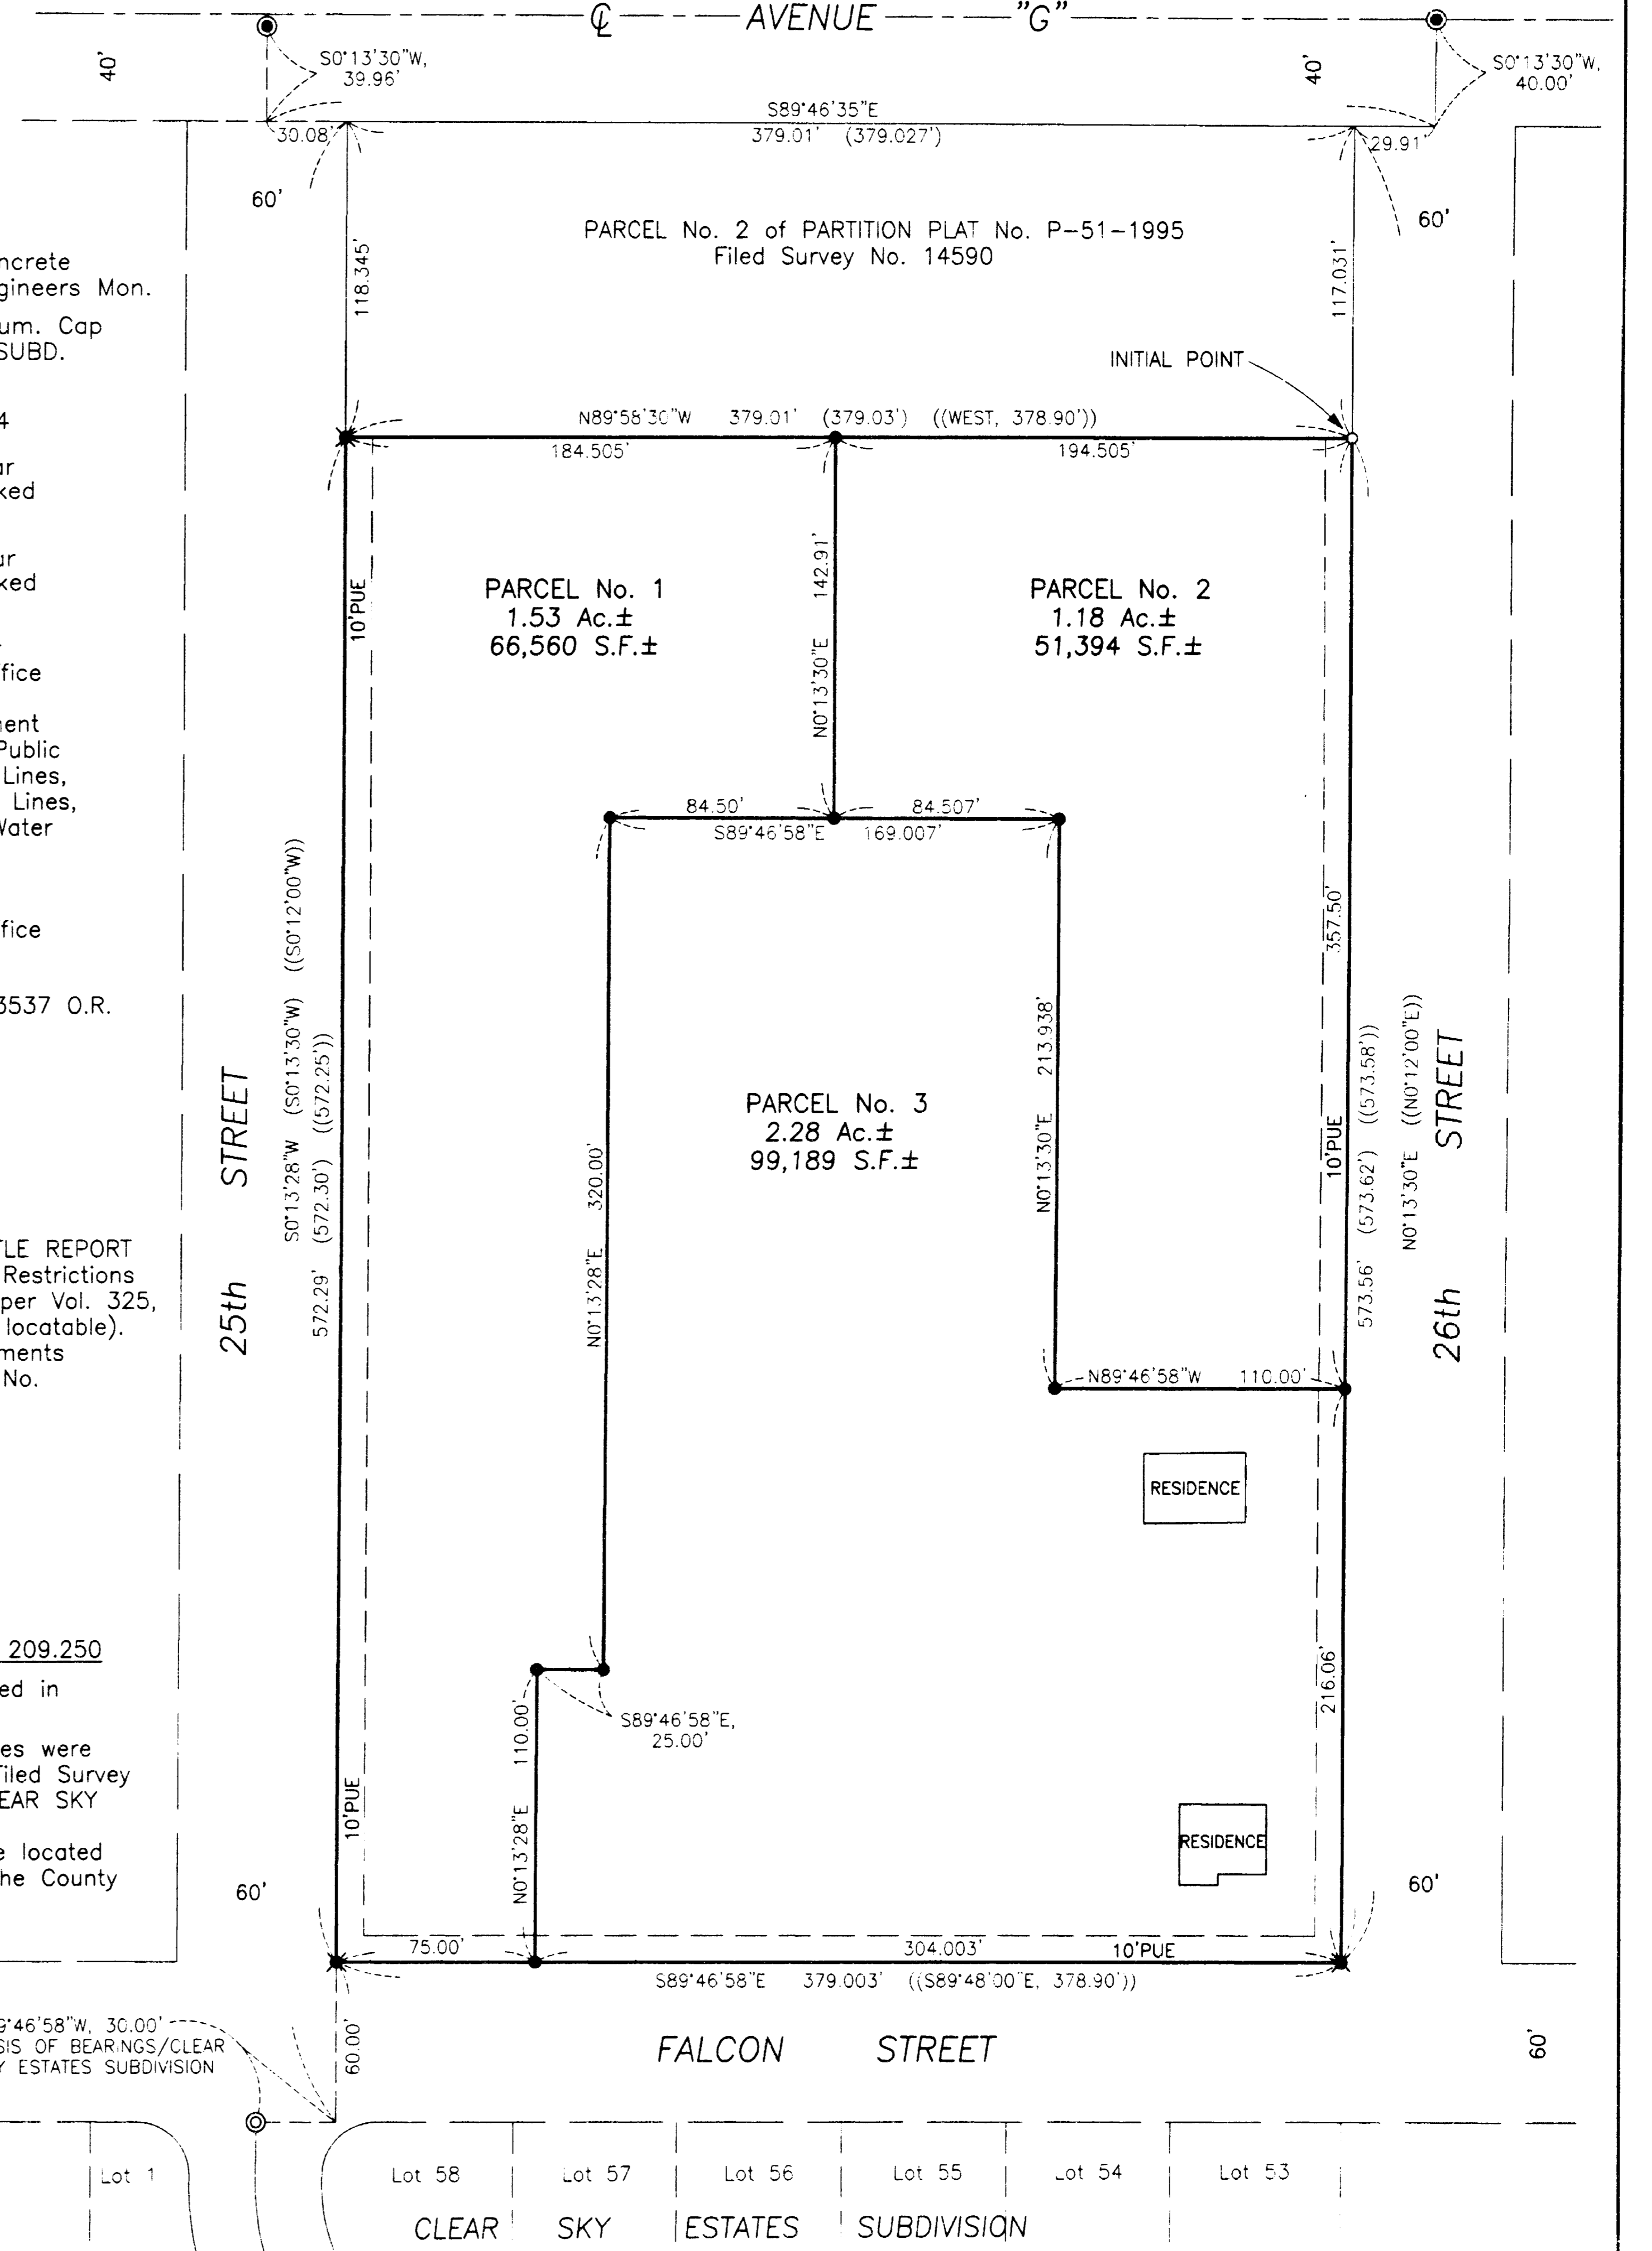 ℄ AVENUE "G"
40'
S0°13'30"W,
39.96'
40'
S0°13'30"W,
40.00'
S89°46'35"E
30.08'
379.01' (379.027')
29.91'
60'
60'
118.345'
PARCEL No. 2 of PARTITION PLAT No. P-51-1995
Filed Survey No. 14590
117.031'
ncrete
gineers Mon.
um. Cap
SUBD.
INITIAL POINT
4
N89°58'30"W 379.01' (379.03') ((WEST, 378.90'))
184.505'
194.505'
ar
ked
ur
ked
10'PUE
N0°13'30"E 142.91'
PARCEL No. 1
1.53 Ac.±
66,560 S.F.±
PARCEL No. 2
1.18 Ac.±
51,394 S.F.±
fice
nent
Public
Lines,
Lines,
Water
84.50'
84.507'
S89°46'58"E 169.007'
fice
3537 O.R.
357.50'
25th STREET
S0°13'28"W (S0°13'30"W) ((S0°12'00"W))
572.29' (572.30') ((572.25'))
N0°13'28"E 320.00'
N0°13'30"E 213.938'
PARCEL No. 3
2.28 Ac.±
99,189 S.F.±
10'PUE
573.56' (573.62') ((573.58'))
N0°13'30"E ((N0°12'00"E))
26th STREET
TLE REPORT
Restrictions
per Vol. 325,
locatable).
ments
No.
N89°46'58"W 110.00'
RESIDENCE
209.250
ed in
es were
Filed Survey
EAR SKY
e located
he County
S89°46'58"E,
25.00'
N0°13'28"E 110.00'
216.06'
10'PUE
RESIDENCE
60'
60'
75.00'
304.003'
10'PUE
S89°46'58"E 379.003' ((S89°48'00"E, 378.90'))
9°46'58"W, 30.00'
SIS OF BEARINGS/CLEAR
Y ESTATES SUBDIVISION
60.00'
FALCON STREET
60'
Lot 1
Lot 58
Lot 57
Lot 56
Lot 55
Lot 54
Lot 53
CLEAR SKY ESTATES SUBDIVISION